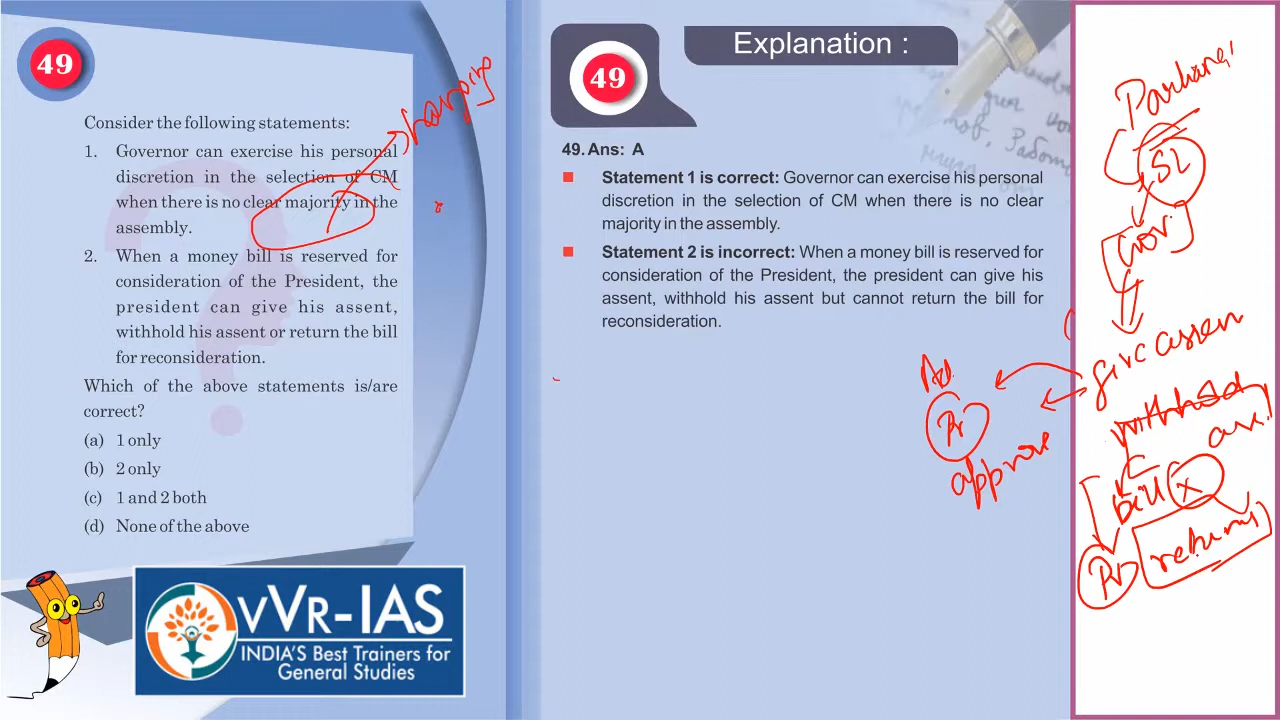 49
Consider the following statements:
1. Governor can exercise his personal
discretion in the selection of CM
when there is no clear majority in the
assembly.
2. When a money bill is reserved for
consideration of the President, the
president can give his assent,
withhold his assent or return the bill
for reconsideration.
Which of the above statements is/are
correct?
(a) 1 only
(b) 2 only
(c) 1 and 2 both
(d) None of the above
vVr-IAS
INDIA'S Best Trainers for
General Studies
49
Explanation :
49. Ans: A
Statement 1 is correct: Governor can exercise his personal
discretion in the selection of CM when there is no clear
majority in the assembly.
Statement 2 is incorrect: When a money bill is reserved for
consideration of the President, the president can give his
assent, withhold his assent but cannot return the bill for
reconsideration.
SL
Gov.
give assen
withhold
bill x
returns
approve